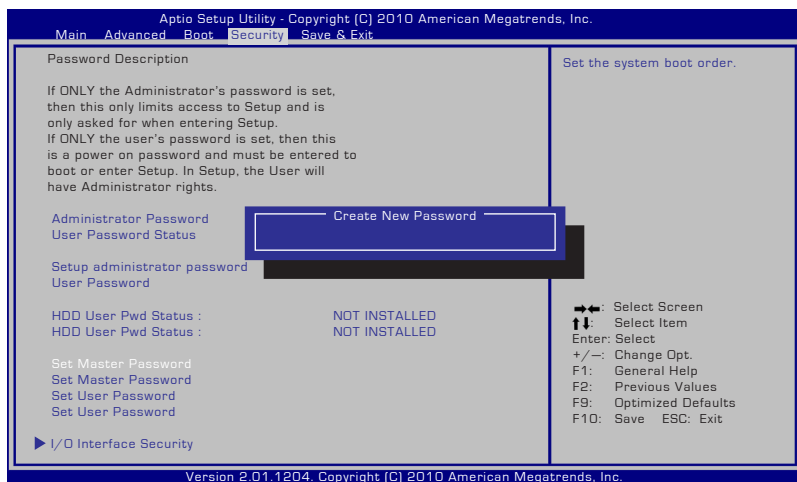 Aptio Setup Utility - Copyright (C) 2010 American Megatrends, Inc.
Main Advanced Boot Security Save & Exit
Password Description
If ONLY the Administrator's password is set,
then this only limits access to Setup and is
only asked for when entering Setup.
If ONLY the user's password is set, then this
is a power on password and must be entered to
boot or enter Setup. In Setup, the User will
have Administrator rights.
Administrator Password
User Password Status
Create New Password
Setup administrator password
User Password
HDD User Pwd Status : NOT INSTALLED
HDD User Pwd Status : NOT INSTALLED
Set Master Password
Set Master Password
Set User Password
Set User Password
I/O Interface Security
Set the system boot order.
→←: Select Screen
↑↓: Select Item
Enter: Select
+/—: Change Opt.
F1: General Help
F2: Previous Values
F9: Optimized Defaults
F10: Save ESC: Exit
Version 2.01.1204. Copyright (C) 2010 American Megatrends, Inc.